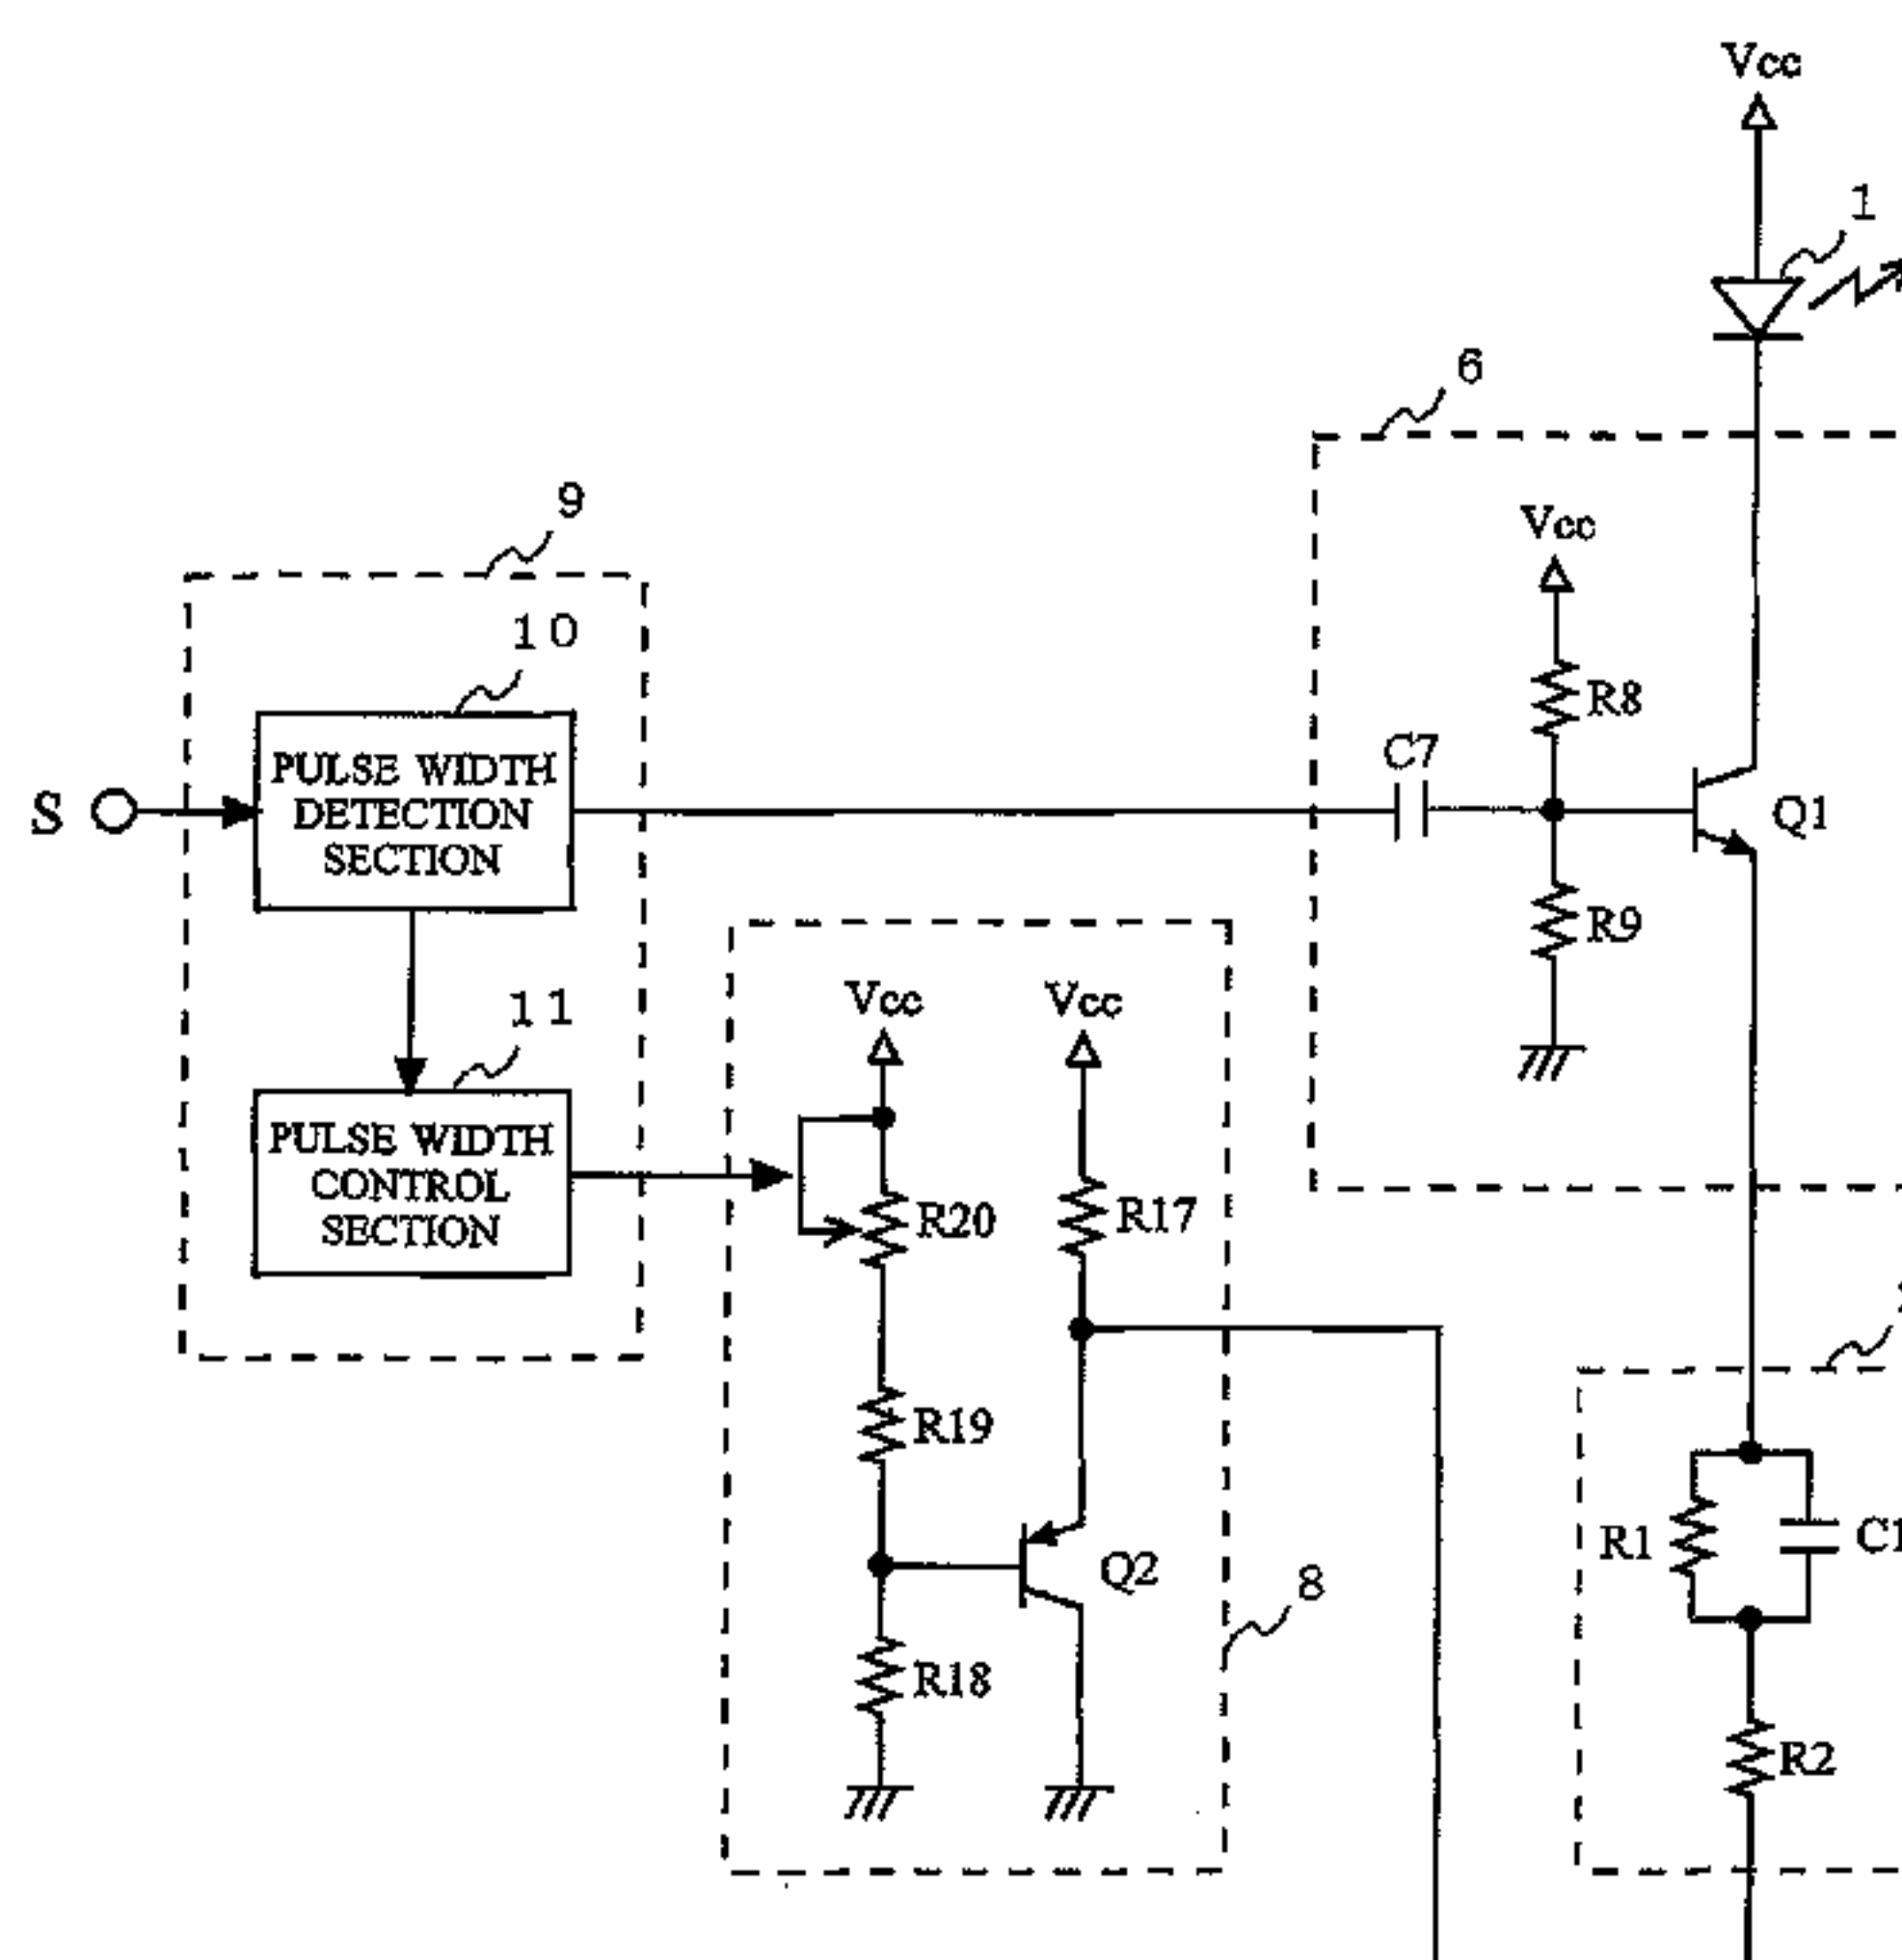 Vcc
1
6
9
Vcc
10
R8
C7
PULSE WIDTH
DETECTION
SECTION
S
Q1
R9
11
Vcc
Vcc
PULSE WIDTH
CONTROL
SECTION
R20
R17
R19
R1
C1
Q2
8
R18
R2